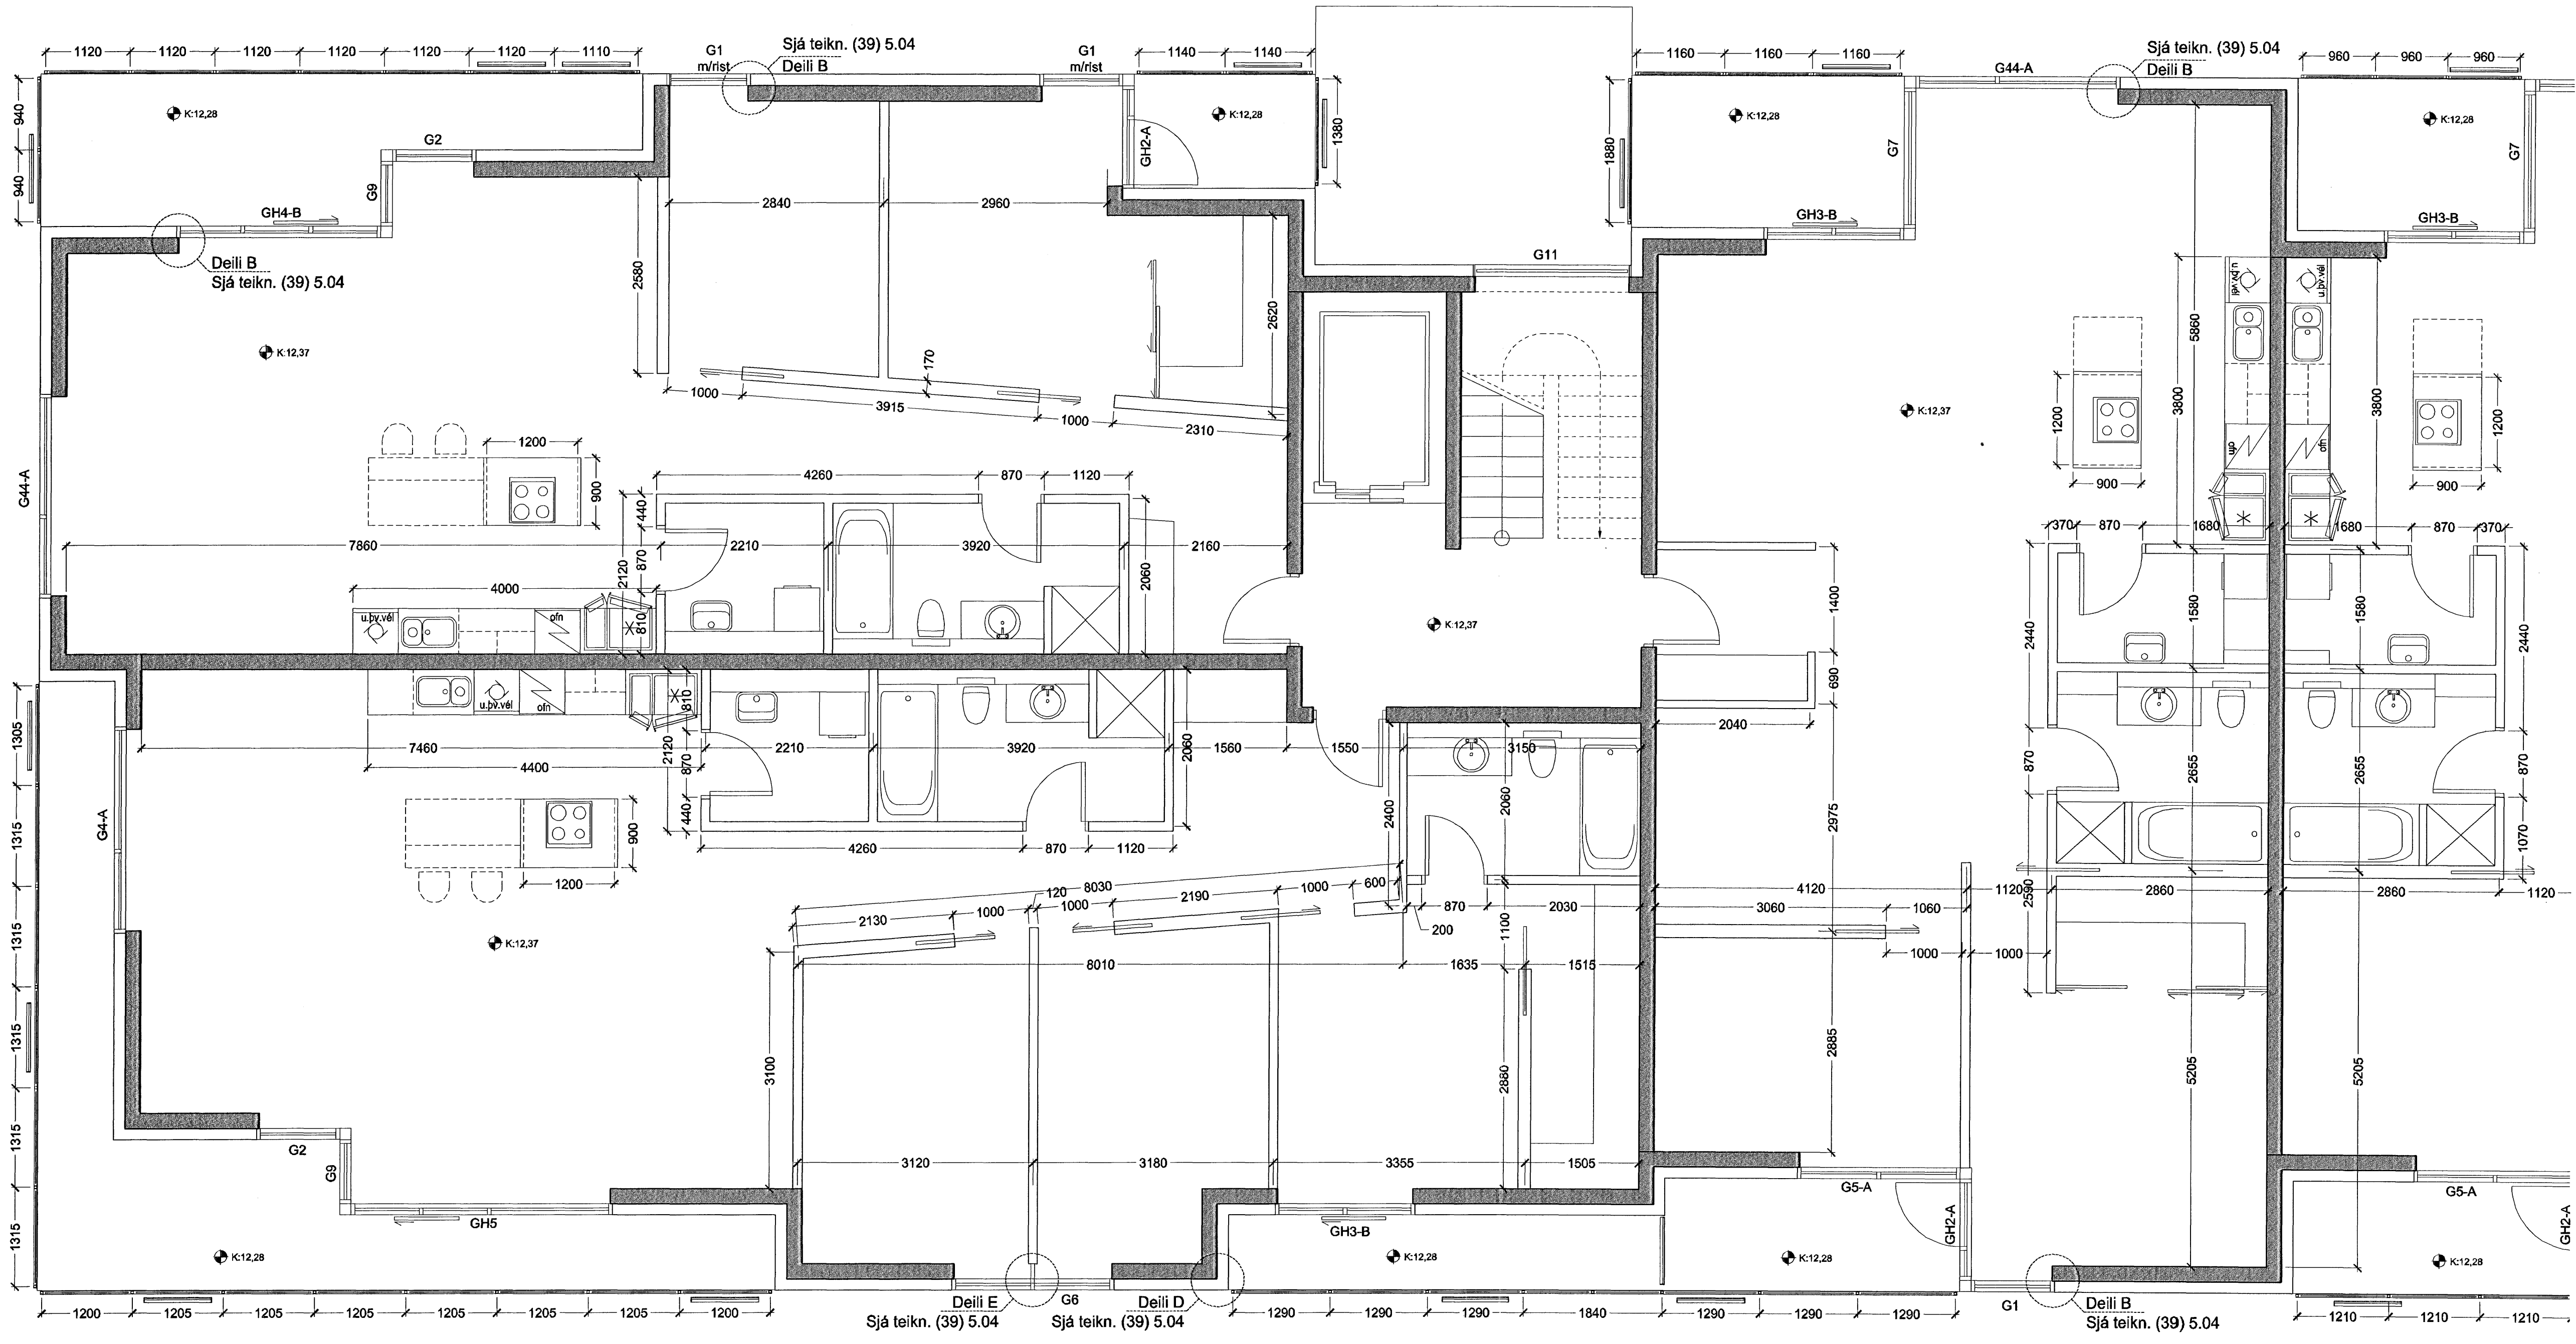 1120 1120 1120 1120 1120 1120 1110
G1
m/rist
Sjá teikn. (39) 5.04
Deili B
G1
m/rist
1140 1140
1160 1160 1160
G44-A
Sjá teikn. (39) 5.04
Deili B
960 960 960
940
940
K:12,28
G2
G9
GH4-B
Deili B
Sjá teikn. (39) 5.04
GH2-A
K:12,28
1380
1880
K:12,28
G7
GH3-B
K:12,28
G7
GH3-B
2840 2960
2580
2620
G11
K:12,37
170
1000 3915 1000 2310
u.þv.vél
u.þv.vél
5860
3800
3800
1200
1200
K:12,37
ofn
ofn
900
900
G44-A
1200
900
4260 870 1120
440
870
810
2120
7860 2210 3920 2160
2060
4000
u.þv.vél
ofn
K:12,37
1400
690
2040
370 870 1680
1680 870 370
2440
1580
1580
2440
u.þv.vél
ofn
810
870
440
2120
7460 2210 3920 1560 1550 3150
2060
4400
G4-A
1200
900
4260 870 1120
2400
2060
2975
870
2655
2655
870
1070
1305
1315
1315
1315
1315
1315
8030
120
2130 1000 1000 2190 1000 600
870 2030
200
1100
4120 1120 2860
2860 1120
2590
3060 1060
1000 1000
K:12,37
8010 1635 1515
3100
2880
2885
5205
5205
3120 3180 3355 1505
G2
G9
GH5
K:12,28
GH3-B
K:12,28
G5-A
GH2-A
K:12,28
G5-A
GH2-A
K:12,28
1200 1205 1205 1205 1205 1205 1205 1200
Deili E
Sjá teikn. (39) 5.04
G6
Deili D
Sjá teikn. (39) 5.04
1290 1290 1290 1840 1290 1290 1290
G1
Deili B
Sjá teikn. (39) 5.04
1210 1210 1210